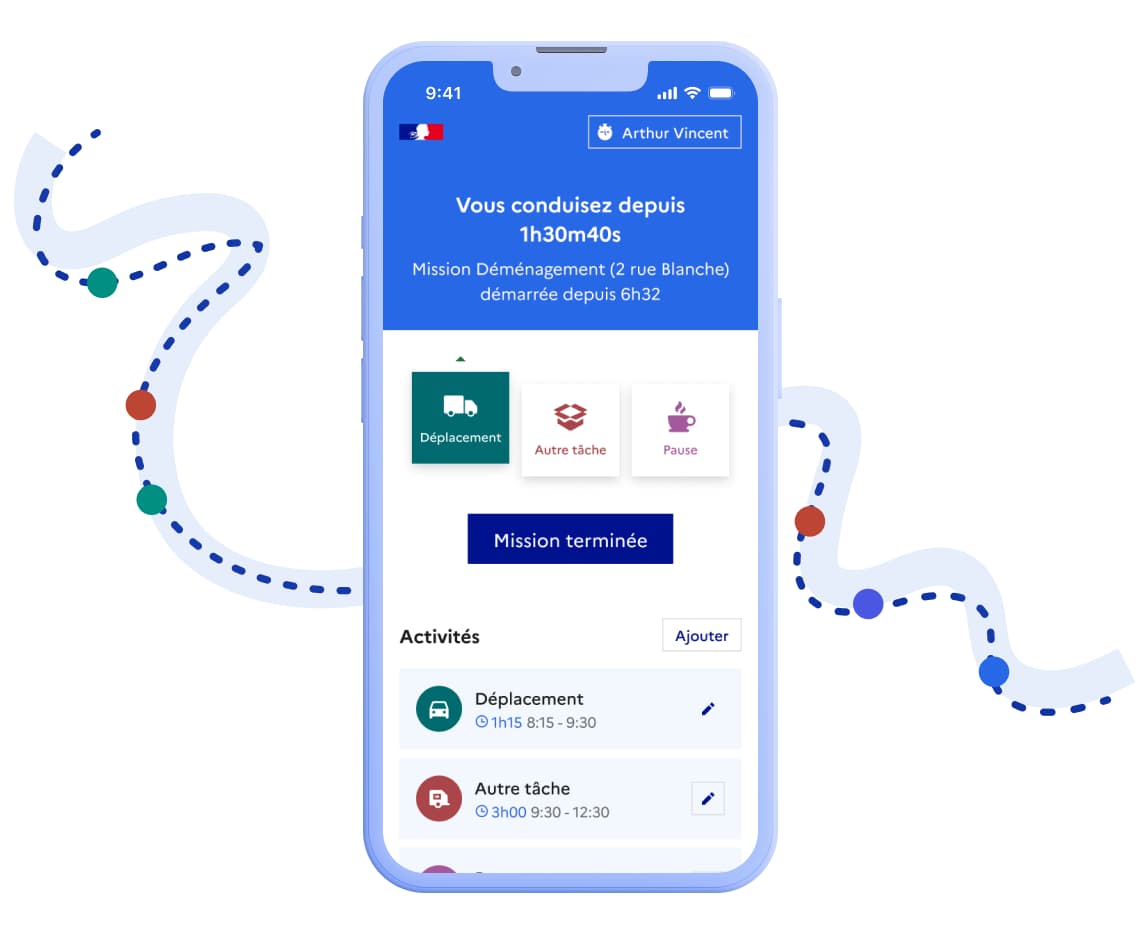 9:41
Arthur Vincent
Vous conduisez depuis
1h30m40s
Mission Déménagement (2 rue Blanche)
démarrée depuis 6h32
Déplacement
Autre tâche
Pause
Mission terminée
Activités
Ajouter
Déplacement
1h15 8:15 - 9:30
Autre tâche
3h00 9:30 - 12:30